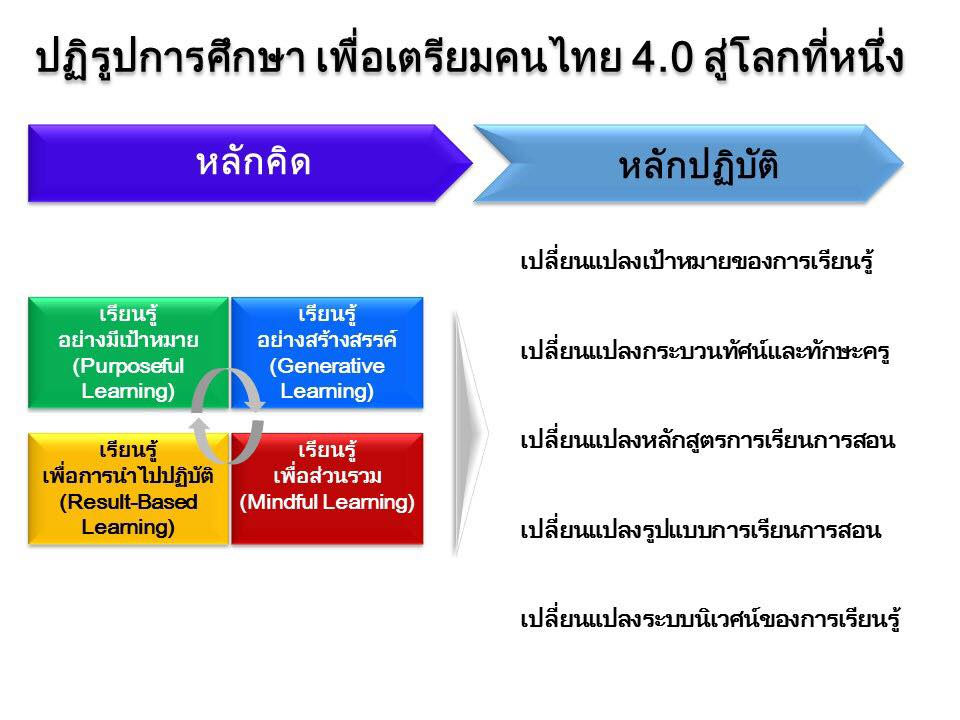 ปฏิรูปการศึกษา เพื่อเตรียมคนไทย 4.0 สู่โลกที่หนึ่ง
หลักคิด
หลักปฏิบัติ
เรียนรู้
อย่างมีเป้าหมาย
(Purposeful
Learning)
เรียนรู้
อย่างสร้างสรรค์
(Generative
Learning)
เรียนรู้
เพื่อการนำไปปฏิบัติ
(Result-Based
Learning)
เรียนรู้
เพื่อส่วนรวม
(Mindful Learning)
เปลี่ยนแปลงเป้าหมายของการเรียนรู้
เปลี่ยนแปลงกระบวนทัศน์และทักษะครู
เปลี่ยนแปลงหลักสูตรการเรียนการสอน
เปลี่ยนแปลงรูปแบบการเรียนการสอน
เปลี่ยนแปลงระบบนิเวศน์ของการเรียนรู้